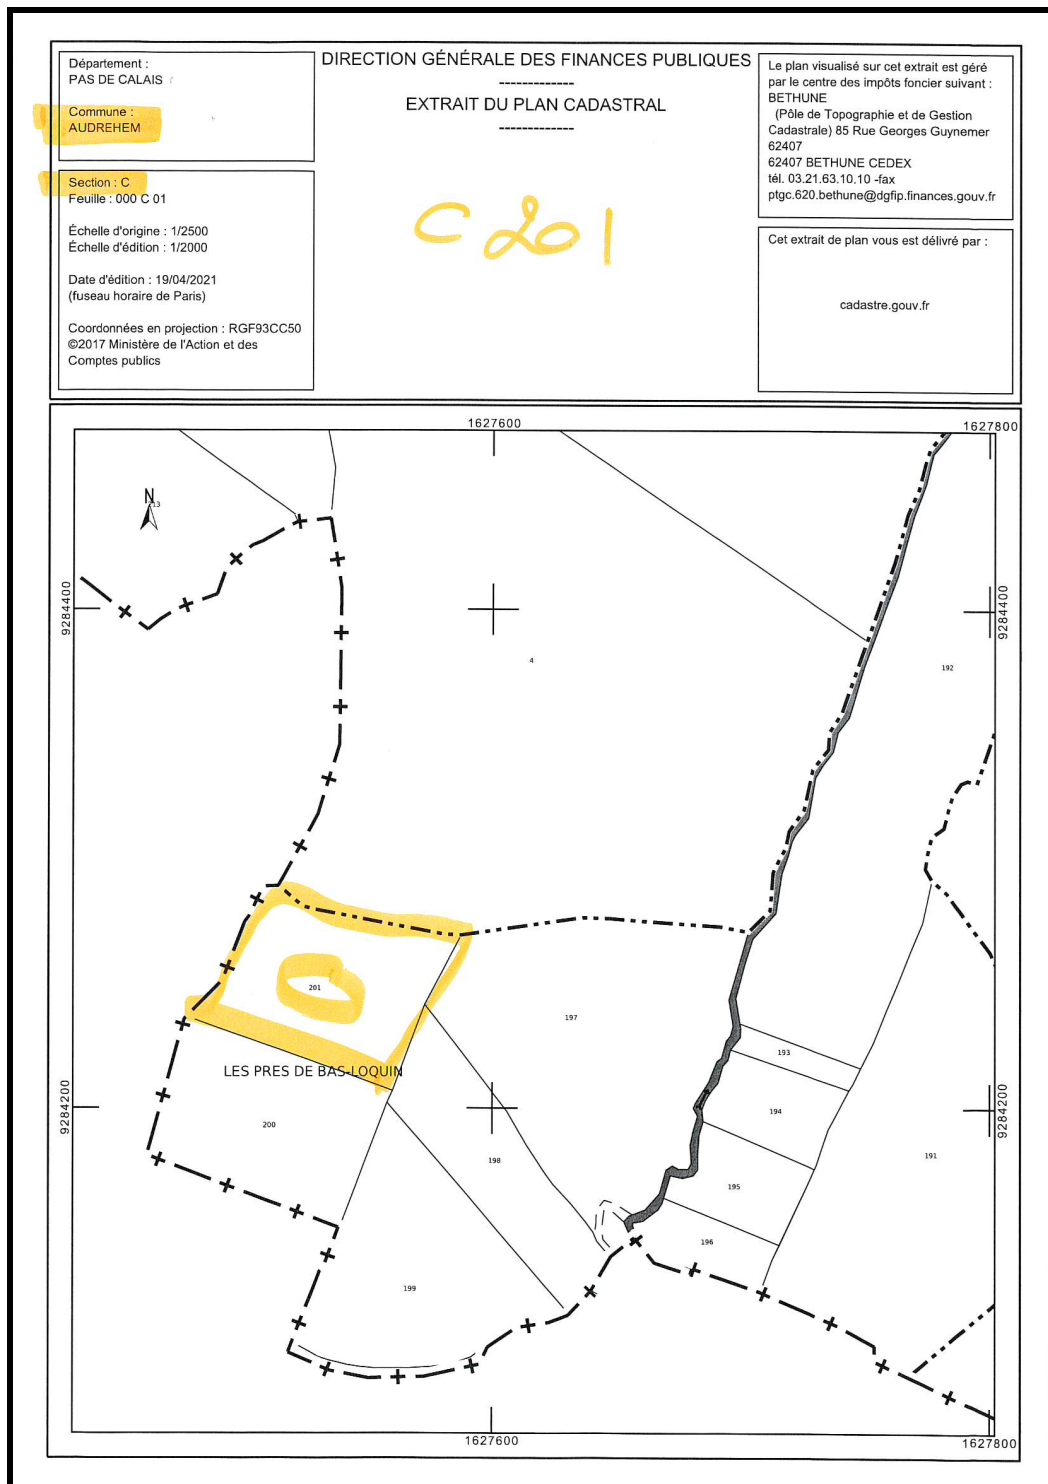 Département :
PAS DE CALAIS
Commune :
AUDREHEM
Section : C
Feuille : 000 C 01
Échelle d'origine : 1/2500
Échelle d'édition : 1/2000
Date d'édition : 19/04/2021
(fuseau horaire de Paris)
Coordonnées en projection : RGF93CC50
©2017 Ministère de l'Action et des
Comptes publics
DIRECTION GÉNÉRALE DES FINANCES PUBLIQUES
-------------
EXTRAIT DU PLAN CADASTRAL
-------------
C 201
Le plan visualisé sur cet extrait est géré
par le centre des impôts foncier suivant :
BETHUNE
(Pôle de Topographie et de Gestion
Cadastrale) 85 Rue Georges Guynemer
62407
62407 BETHUNE CEDEX
tél. 03.21.63.10.10 -fax
ptgc.620.bethune@dgfip.finances.gouv.fr
Cet extrait de plan vous est délivré par :
cadastre.gouv.fr
1627600
1627800
N
13
9284400
9284400
4
192
201
197
193
LES PRES DE BAS-LOQUIN
9284200
9284200
194
200
198
191
195
196
199
1627600
1627800